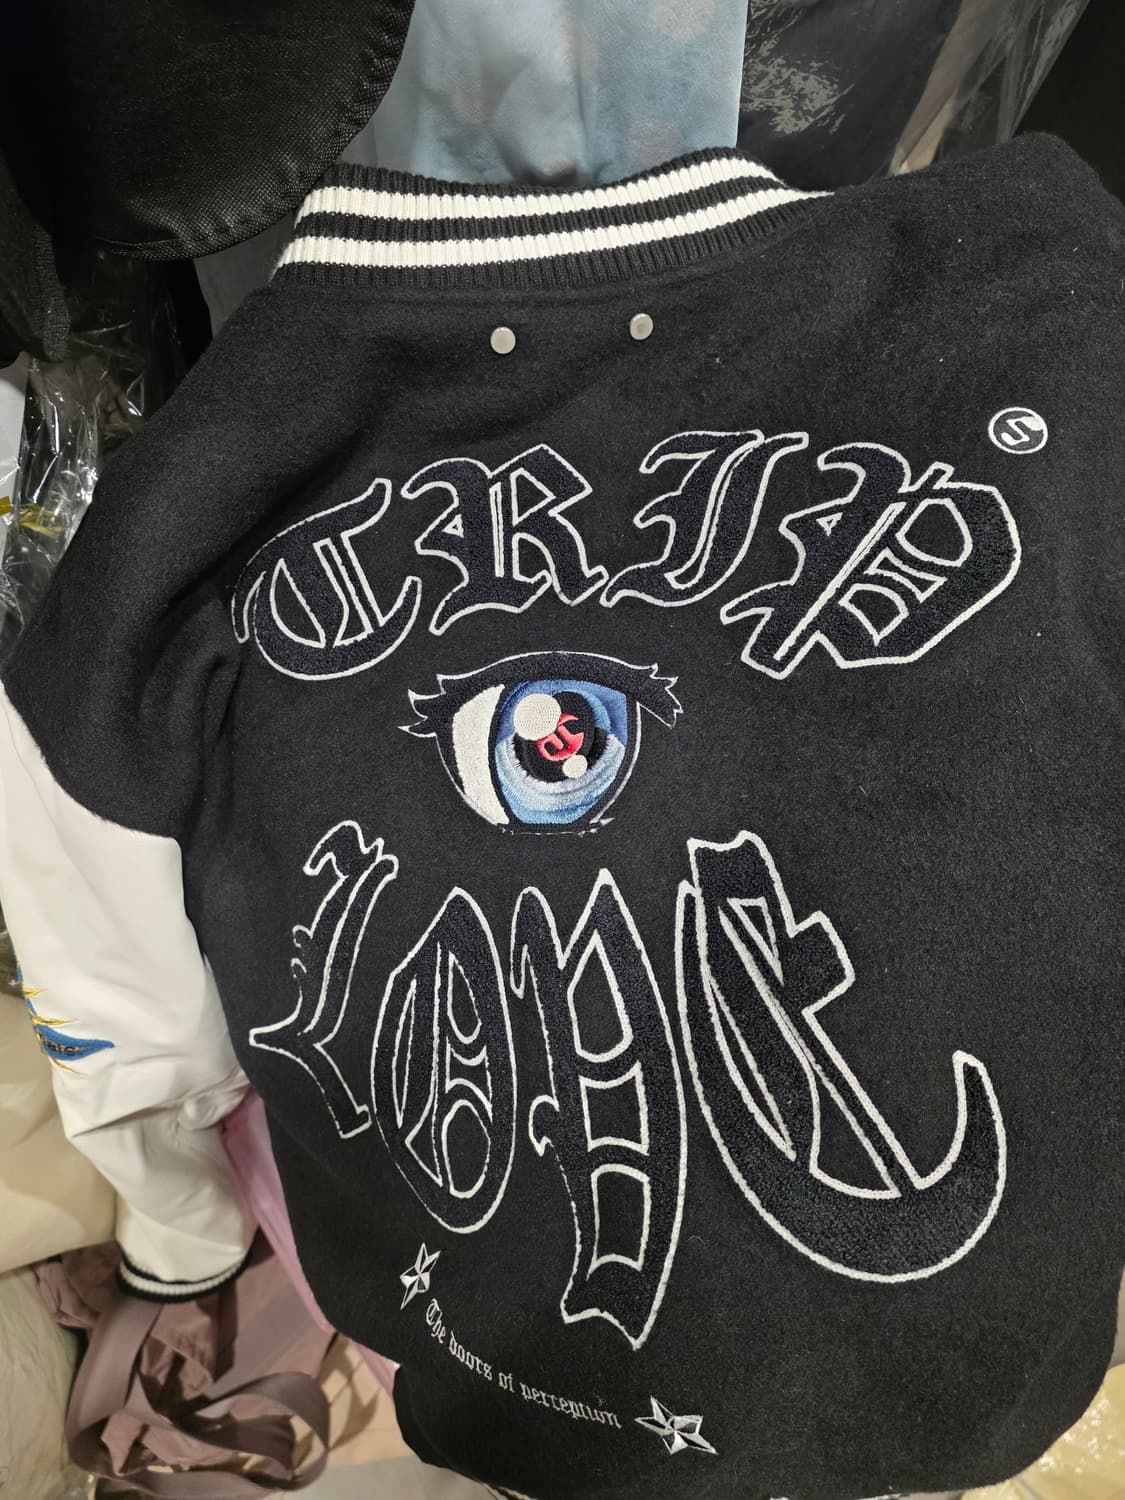 TRIP
LOVE
The doors of perception